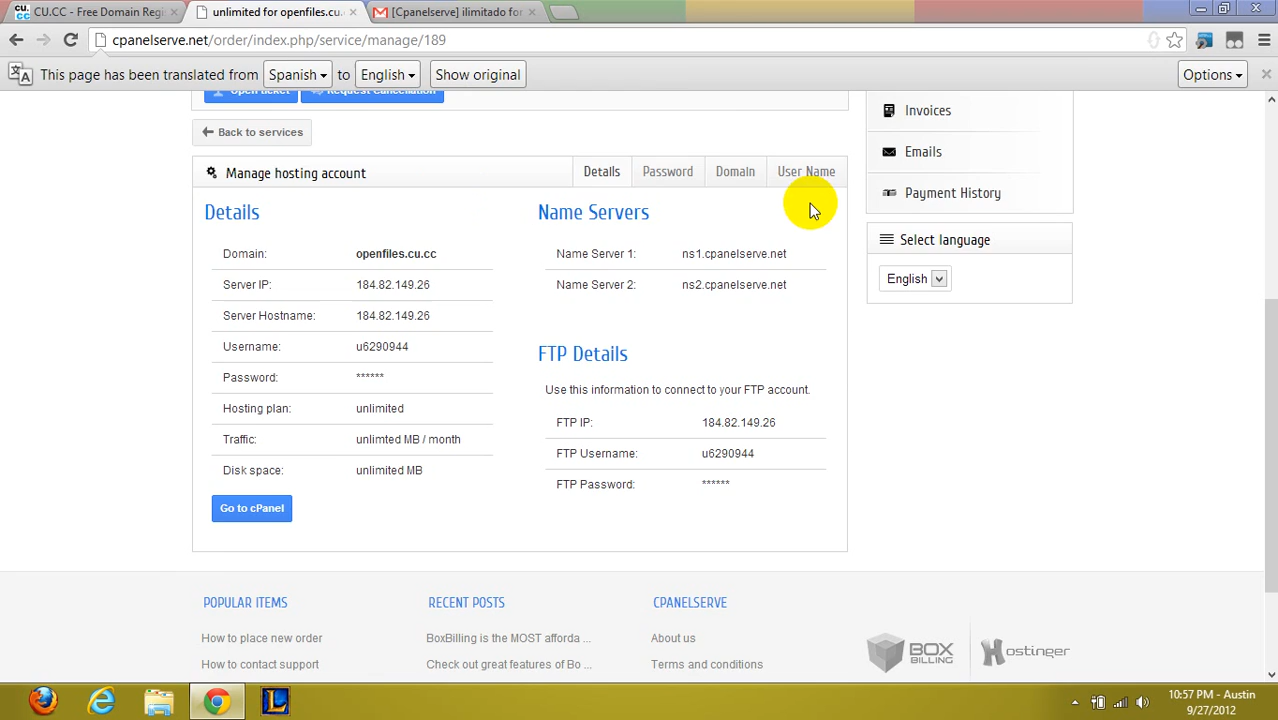 CU.CC - Free Domain Regi
unlimited for openfiles.cu.
[Cpanelserve] ilimitado for
cpanelserve.net/order/index.php/service/manage/189
This page has been translated from Spanish to English Show original Options
Open ticket Request Cancellation
Back to services
Manage hosting account Details Password Domain User Name
Details
Domain: openfiles.cu.cc
Server IP: 184.82.149.26
Server Hostname: 184.82.149.26
Username: u6290944
Password: ******
Hosting plan: unlimited
Traffic: unlimted MB / month
Disk space: unlimited MB
Go to cPanel
Name Servers
Name Server 1: ns1.cpanelserve.net
Name Server 2: ns2.cpanelserve.net
FTP Details
Use this information to connect to your FTP account.
FTP IP: 184.82.149.26
FTP Username: u6290944
FTP Password: ******
Invoices
Emails
Payment History
Select language
English
POPULAR ITEMS
How to place new order
How to contact support
RECENT POSTS
BoxBilling is the MOST afforda ...
Check out great features of Bo ...
CPANELSERVE
About us
Terms and conditions
BOX
BILLING
Hostinger
L
10:57 PM - Austin
9/27/2012